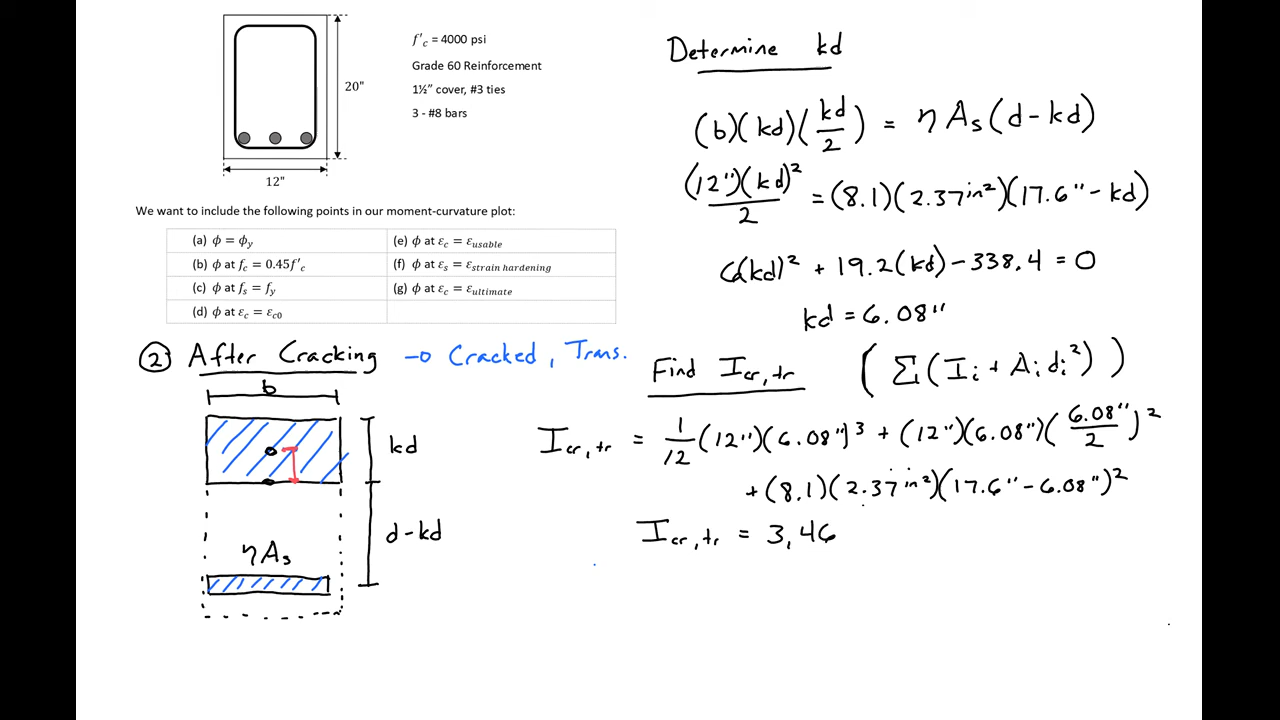 20"
12"
f'c = 4000 psi
Grade 60 Reinforcement
1½" cover, #3 ties
3 - #8 bars
We want to include the following points in our moment-curvature plot:
(a) ϕ = ϕy
(e) ϕ at εc = εusable
(b) ϕ at fc = 0.45f'c
(f) ϕ at εs = εstrain hardening
(c) ϕ at fs = fy
(g) ϕ at εc = εultimate
(d) ϕ at εc = εc0
② After Cracking → Cracked, Trans.
b
kd
d-kd
ηAs
Determine kd
(b)(kd)(kd/2) = ηAs(d-kd)
(12")(kd)²/2 = (8.1)(2.37in²)(17.6"-kd)
6(kd)² + 19.2(kd) - 338.4 = 0
kd = 6.08"
Find Icr,tr (Σ(Ii + Ai di²))
Icr,tr = 1/12 (12")(6.08")³ + (12")(6.08")(6.08"/2)²
+ (8.1)(2.37in²)(17.6"-6.08")²
Icr,tr = 3,46